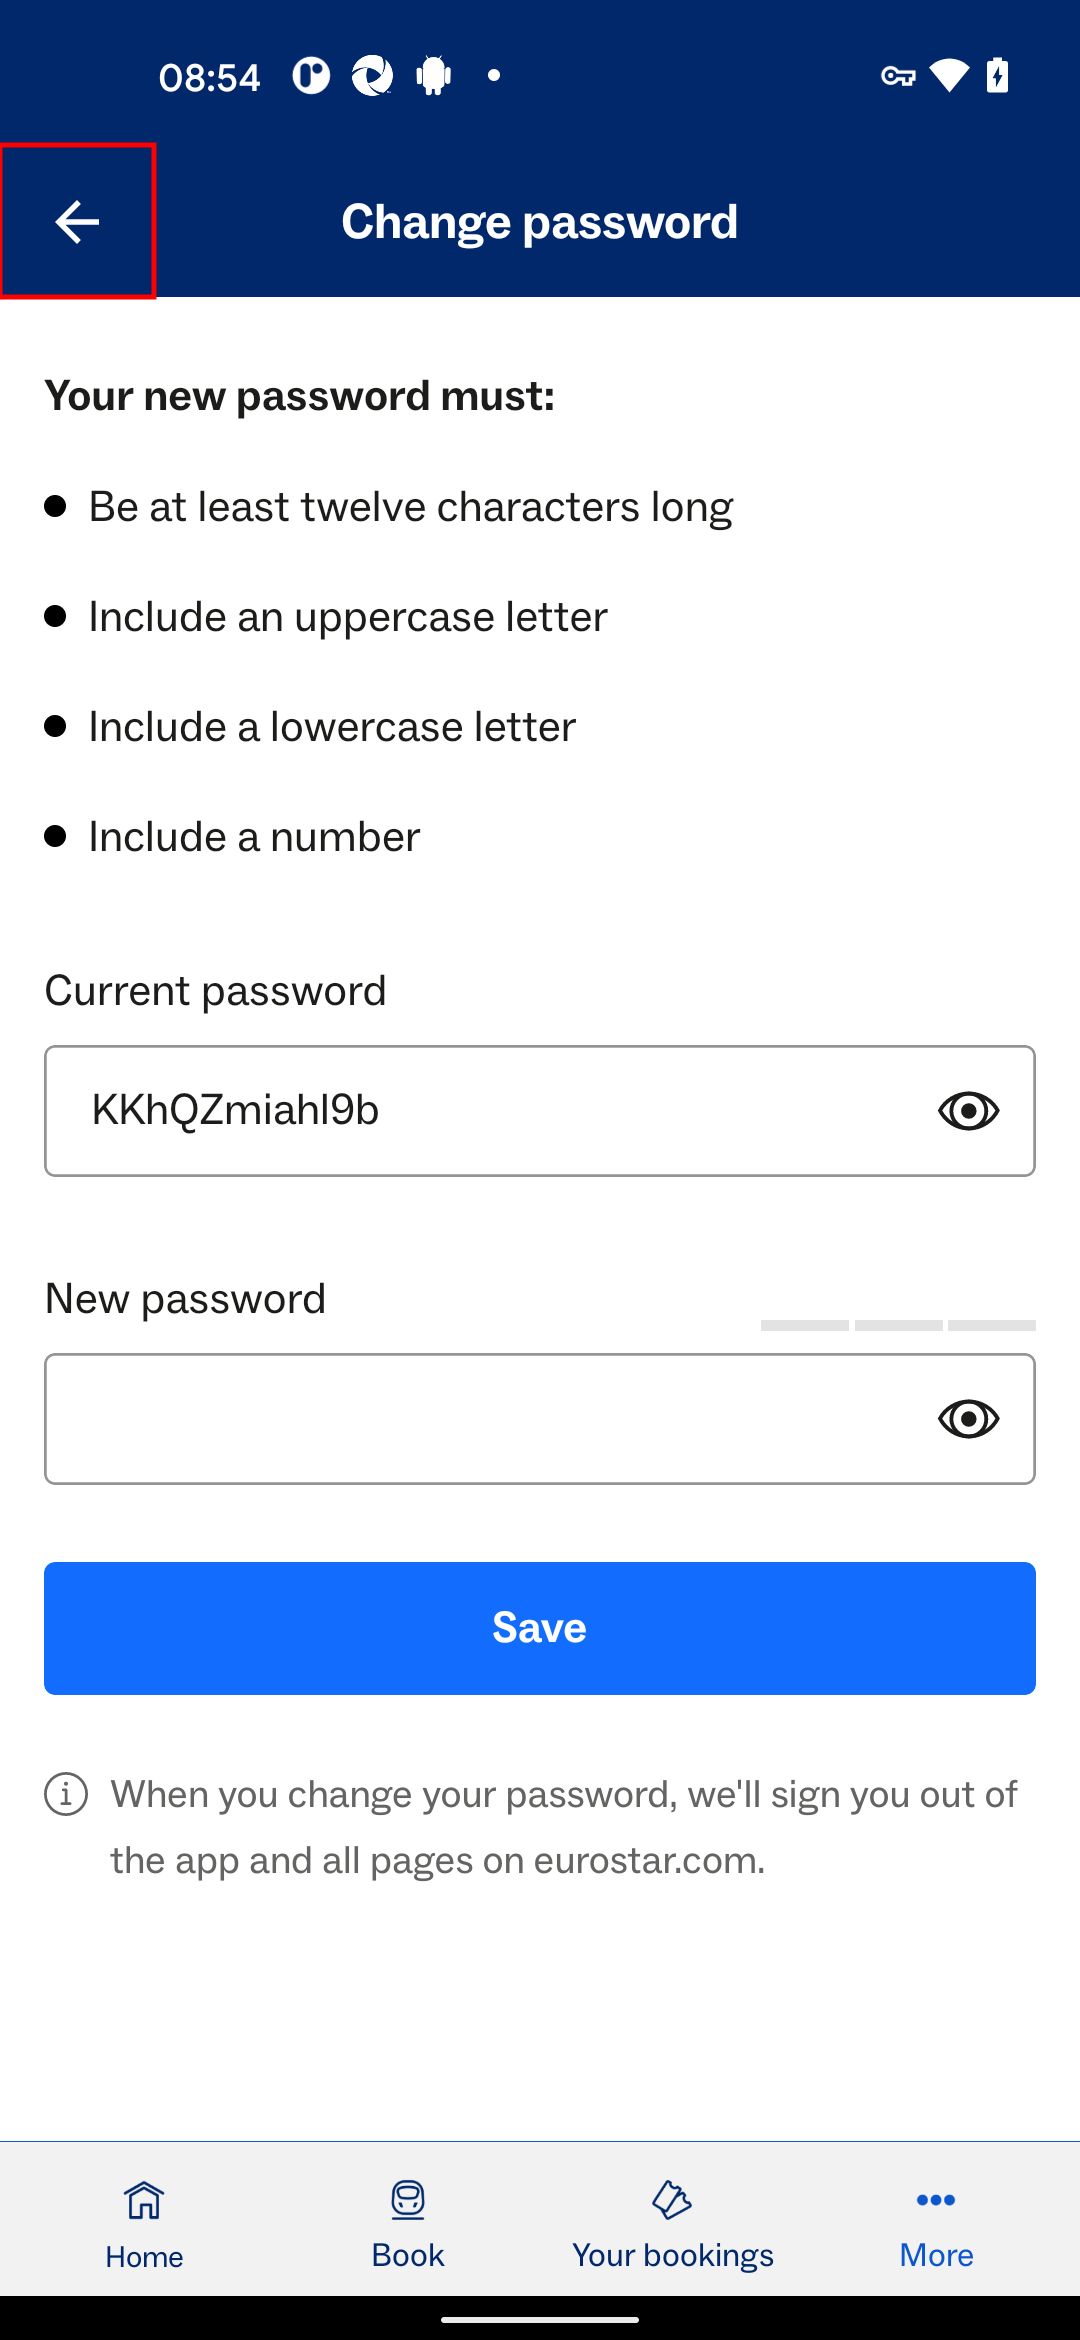 08:54
Change password
Your new password must:
Be at least twelve characters long
Include an uppercase letter
Include a lowercase letter
Include a number
Current password
KKhQZmiahI9b
New password
Save
When you change your password, we'll sign you out of
the app and all pages on eurostar.com.
Home
Book
Your bookings
More